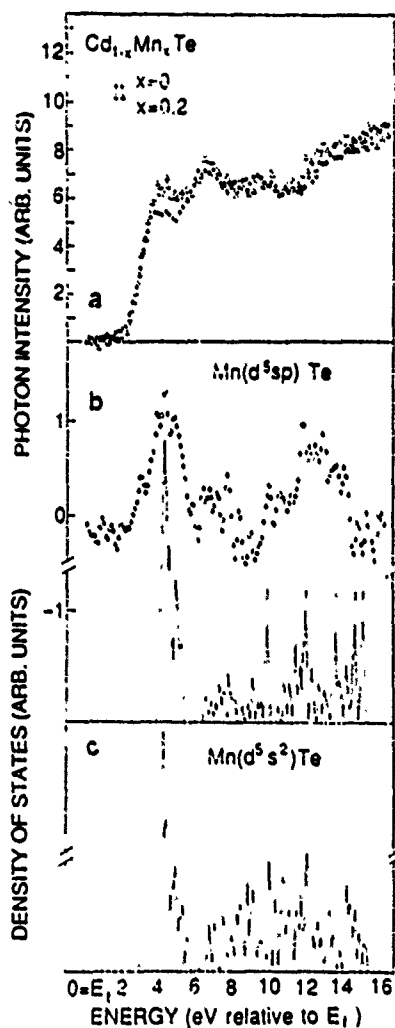 Cd₁₋ₓMnₓTe
x=0
x=0.2
12
10
8
6
4
2
a
PHOTON INTENSITY (ARB. UNITS)
Mn(d⁵sp) Te
b
1
0
-1
c
Mn(d⁵s²)Te
DENSITY OF STATES (ARB. UNITS)
0=E_f 2 4 6 8 10 12 14 16
ENERGY (eV relative to E_f)